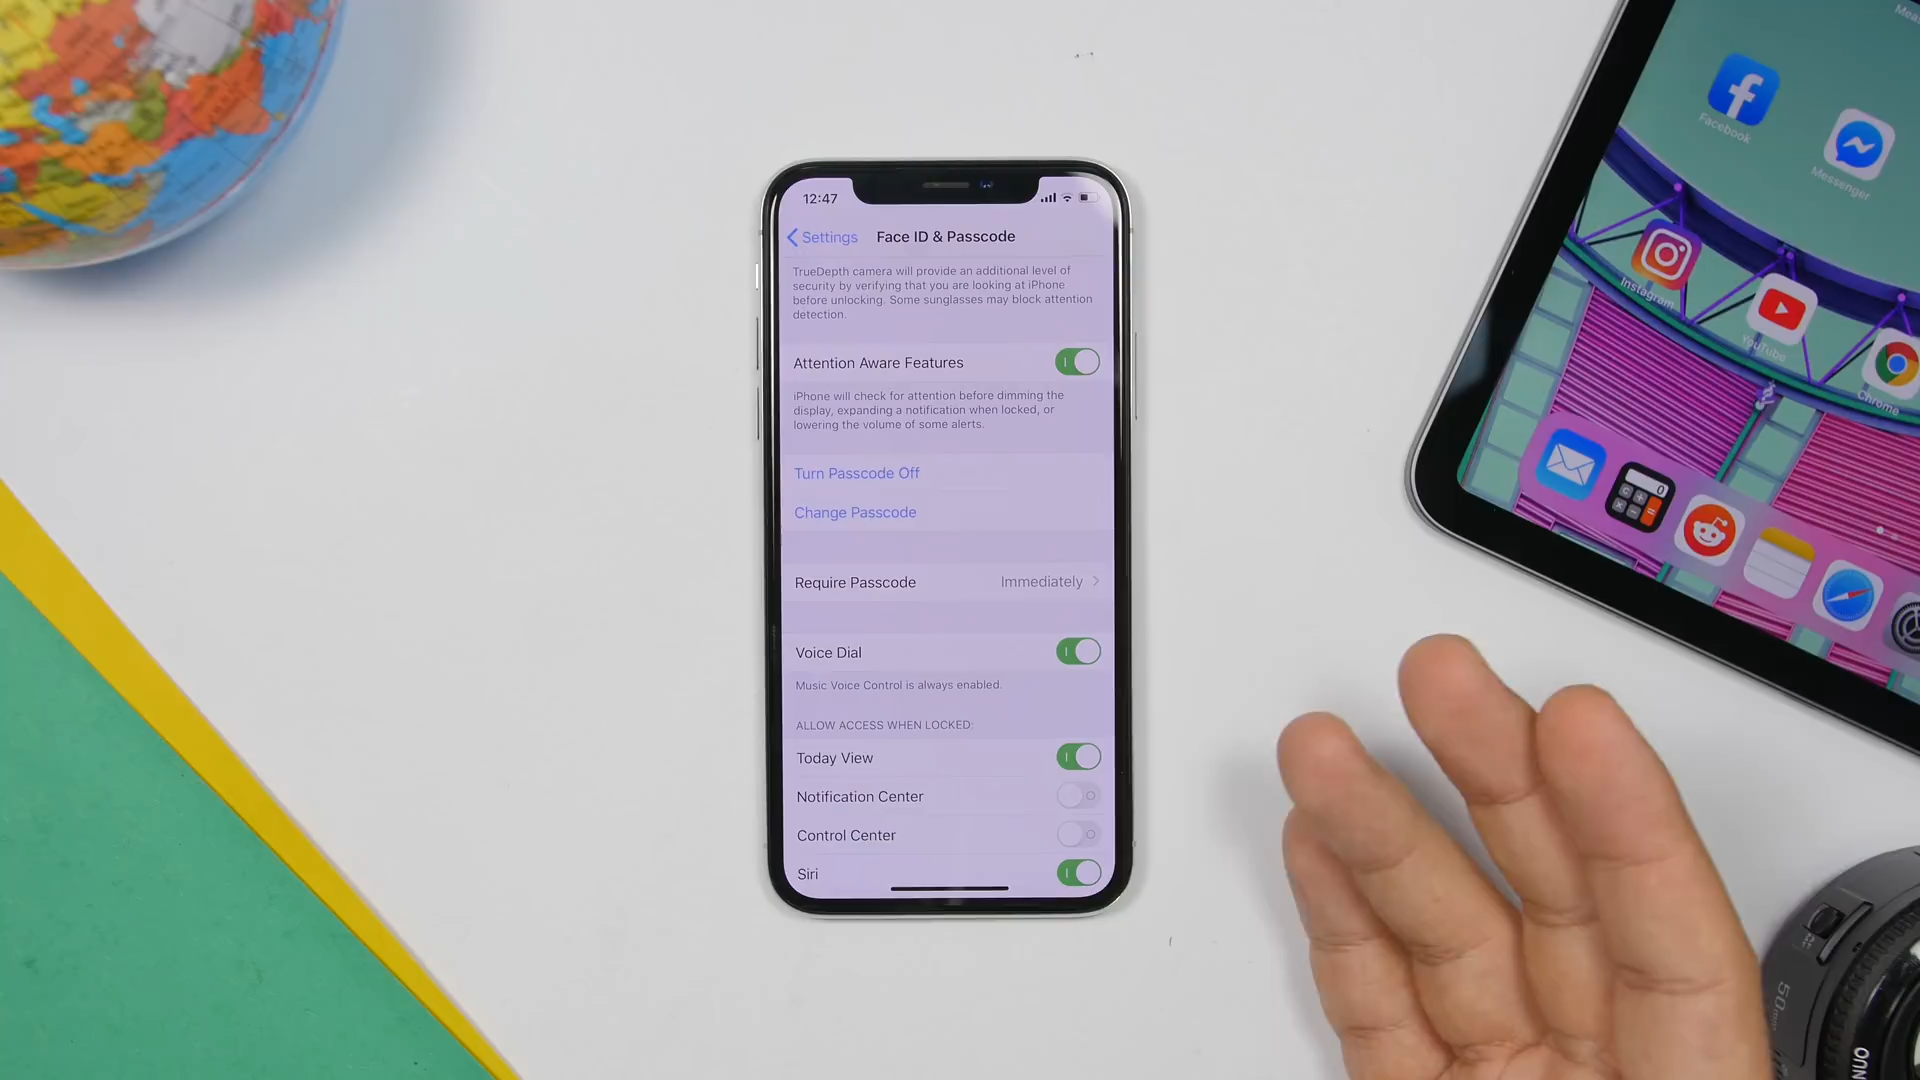 12:47
Settings
Face ID & Passcode
TrueDepth camera will provide an additional level of
security by verifying that you are looking at iPhone
before unlocking. Some sunglasses may block attention
detection.
Attention Aware Features
iPhone will check for attention before dimming the
display, expanding a notification when locked, or
lowering the volume of some alerts.
Turn Passcode Off
Change Passcode
Require Passcode Immediately
Voice Dial
Music Voice Control is always enabled.
ALLOW ACCESS WHEN LOCKED:
Today View
Notification Center
Control Center
Siri
Facebook
Messenger
Instagram
YouTube
Chrome
0
50mm